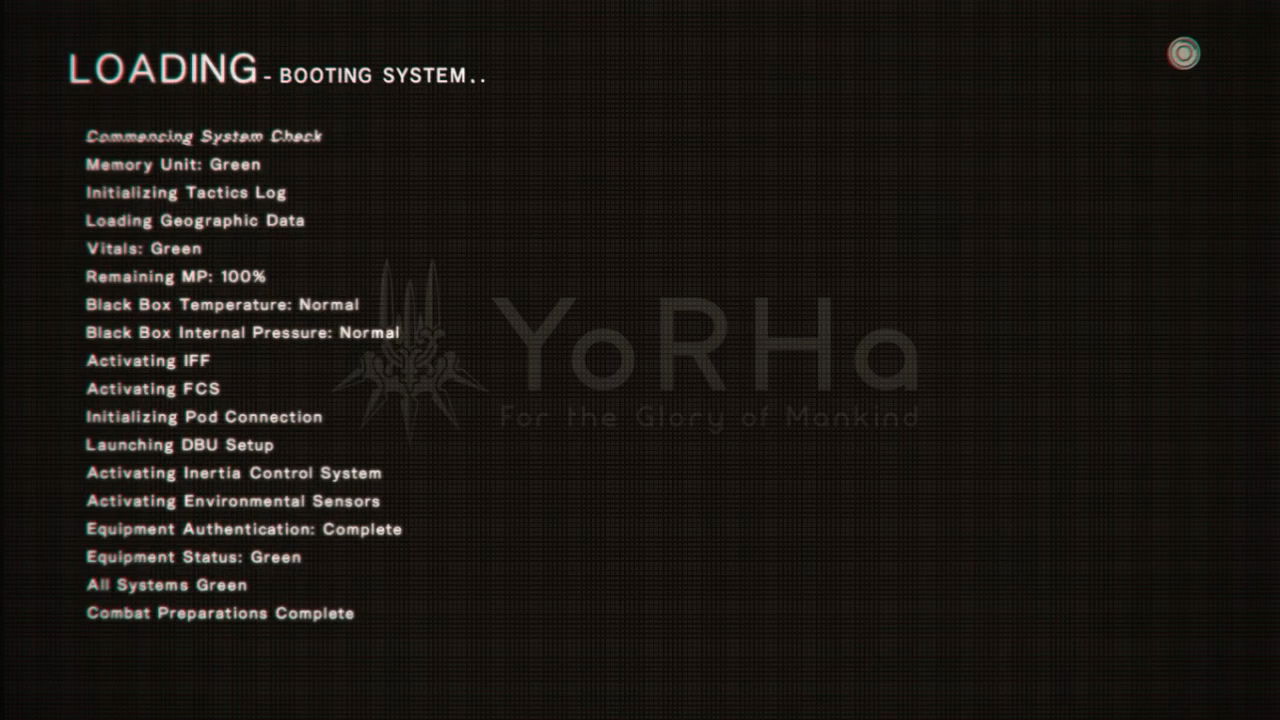 LOADING - BOOTING SYSTEM..
Commencing System Check
Memory Unit: Green
Initializing Tactics Log
Loading Geographic Data
Vitals: Green
Remaining MP: 100%
Black Box Temperature: Normal
Black Box Internal Pressure: Normal
Activating IFF
Activating FCS
Initializing Pod Connection
Launching DBU Setup
Activating Inertia Control System
Activating Environmental Sensors
Equipment Authentication: Complete
Equipment Status: Green
All Systems Green
Combat Preparations Complete
YoRHa
For the Glory of Mankind